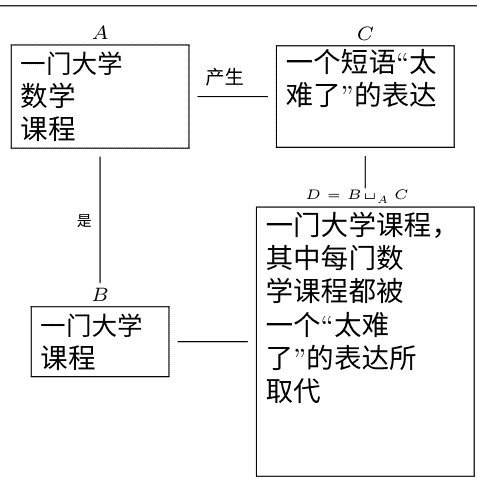 A
一门大学
数学
课程
产生
C
一个短语“太
难了”的表达
是
D = B ⊔_A C
B
一门大学
课程
一门大学课程，
其中每门数
学课程都被
一个“太难
了”的表达所
取代